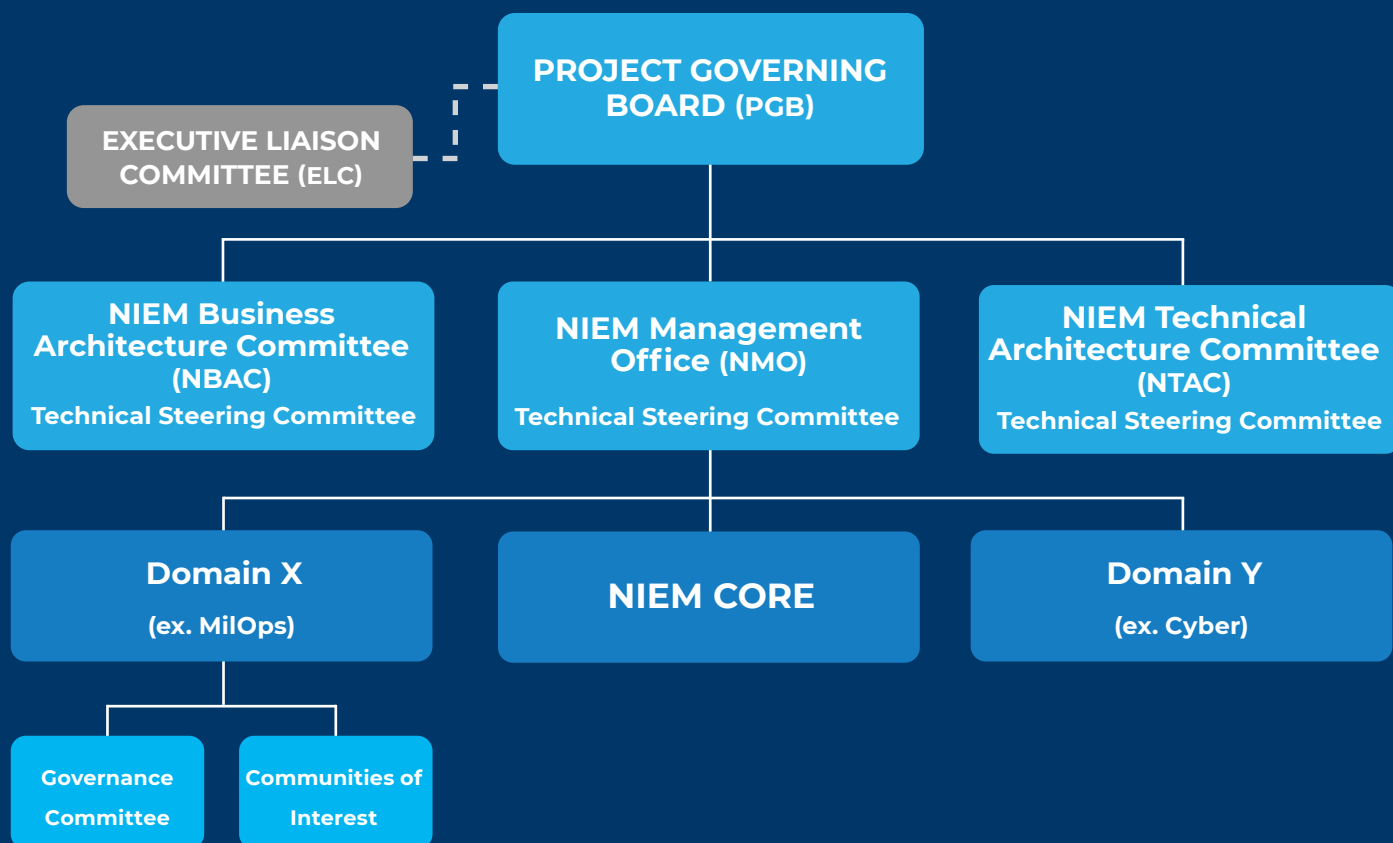 PROJECT GOVERNING
BOARD (PGB)
EXECUTIVE LIAISON
COMMITTEE (ELC)
NIEM Business
Architecture Committee
(NBAC)
Technical Steering Committee
NIEM Management
Office (NMO)
Technical Steering Committee
NIEM Technical
Architecture Committee
(NTAC)
Technical Steering Committee
Domain X
(ex. MilOps)
NIEM CORE
Domain Y
(ex. Cyber)
Governance
Committee
Communities of
Interest